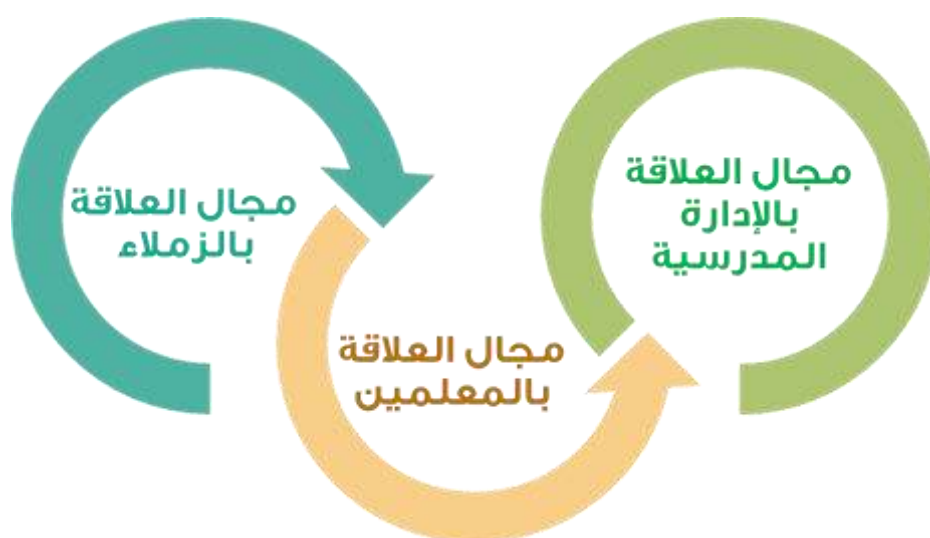 مجال العلاقة
بالزملاء
مجال العلاقة
بالمعلمين
مجال العلاقة
بالإدارة
المدرسية